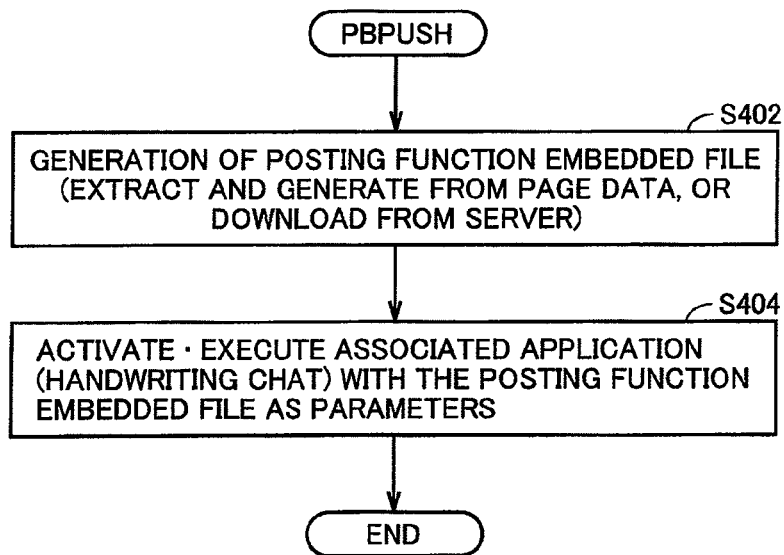 PBPUSH
S402
GENERATION OF POSTING FUNCTION EMBEDDED FILE
(EXTRACT AND GENERATE FROM PAGE DATA, OR
DOWNLOAD FROM SERVER)
S404
ACTIVATE · EXECUTE ASSOCIATED APPLICATION
(HANDWRITING CHAT) WITH THE POSTING FUNCTION
EMBEDDED FILE AS PARAMETERS
END